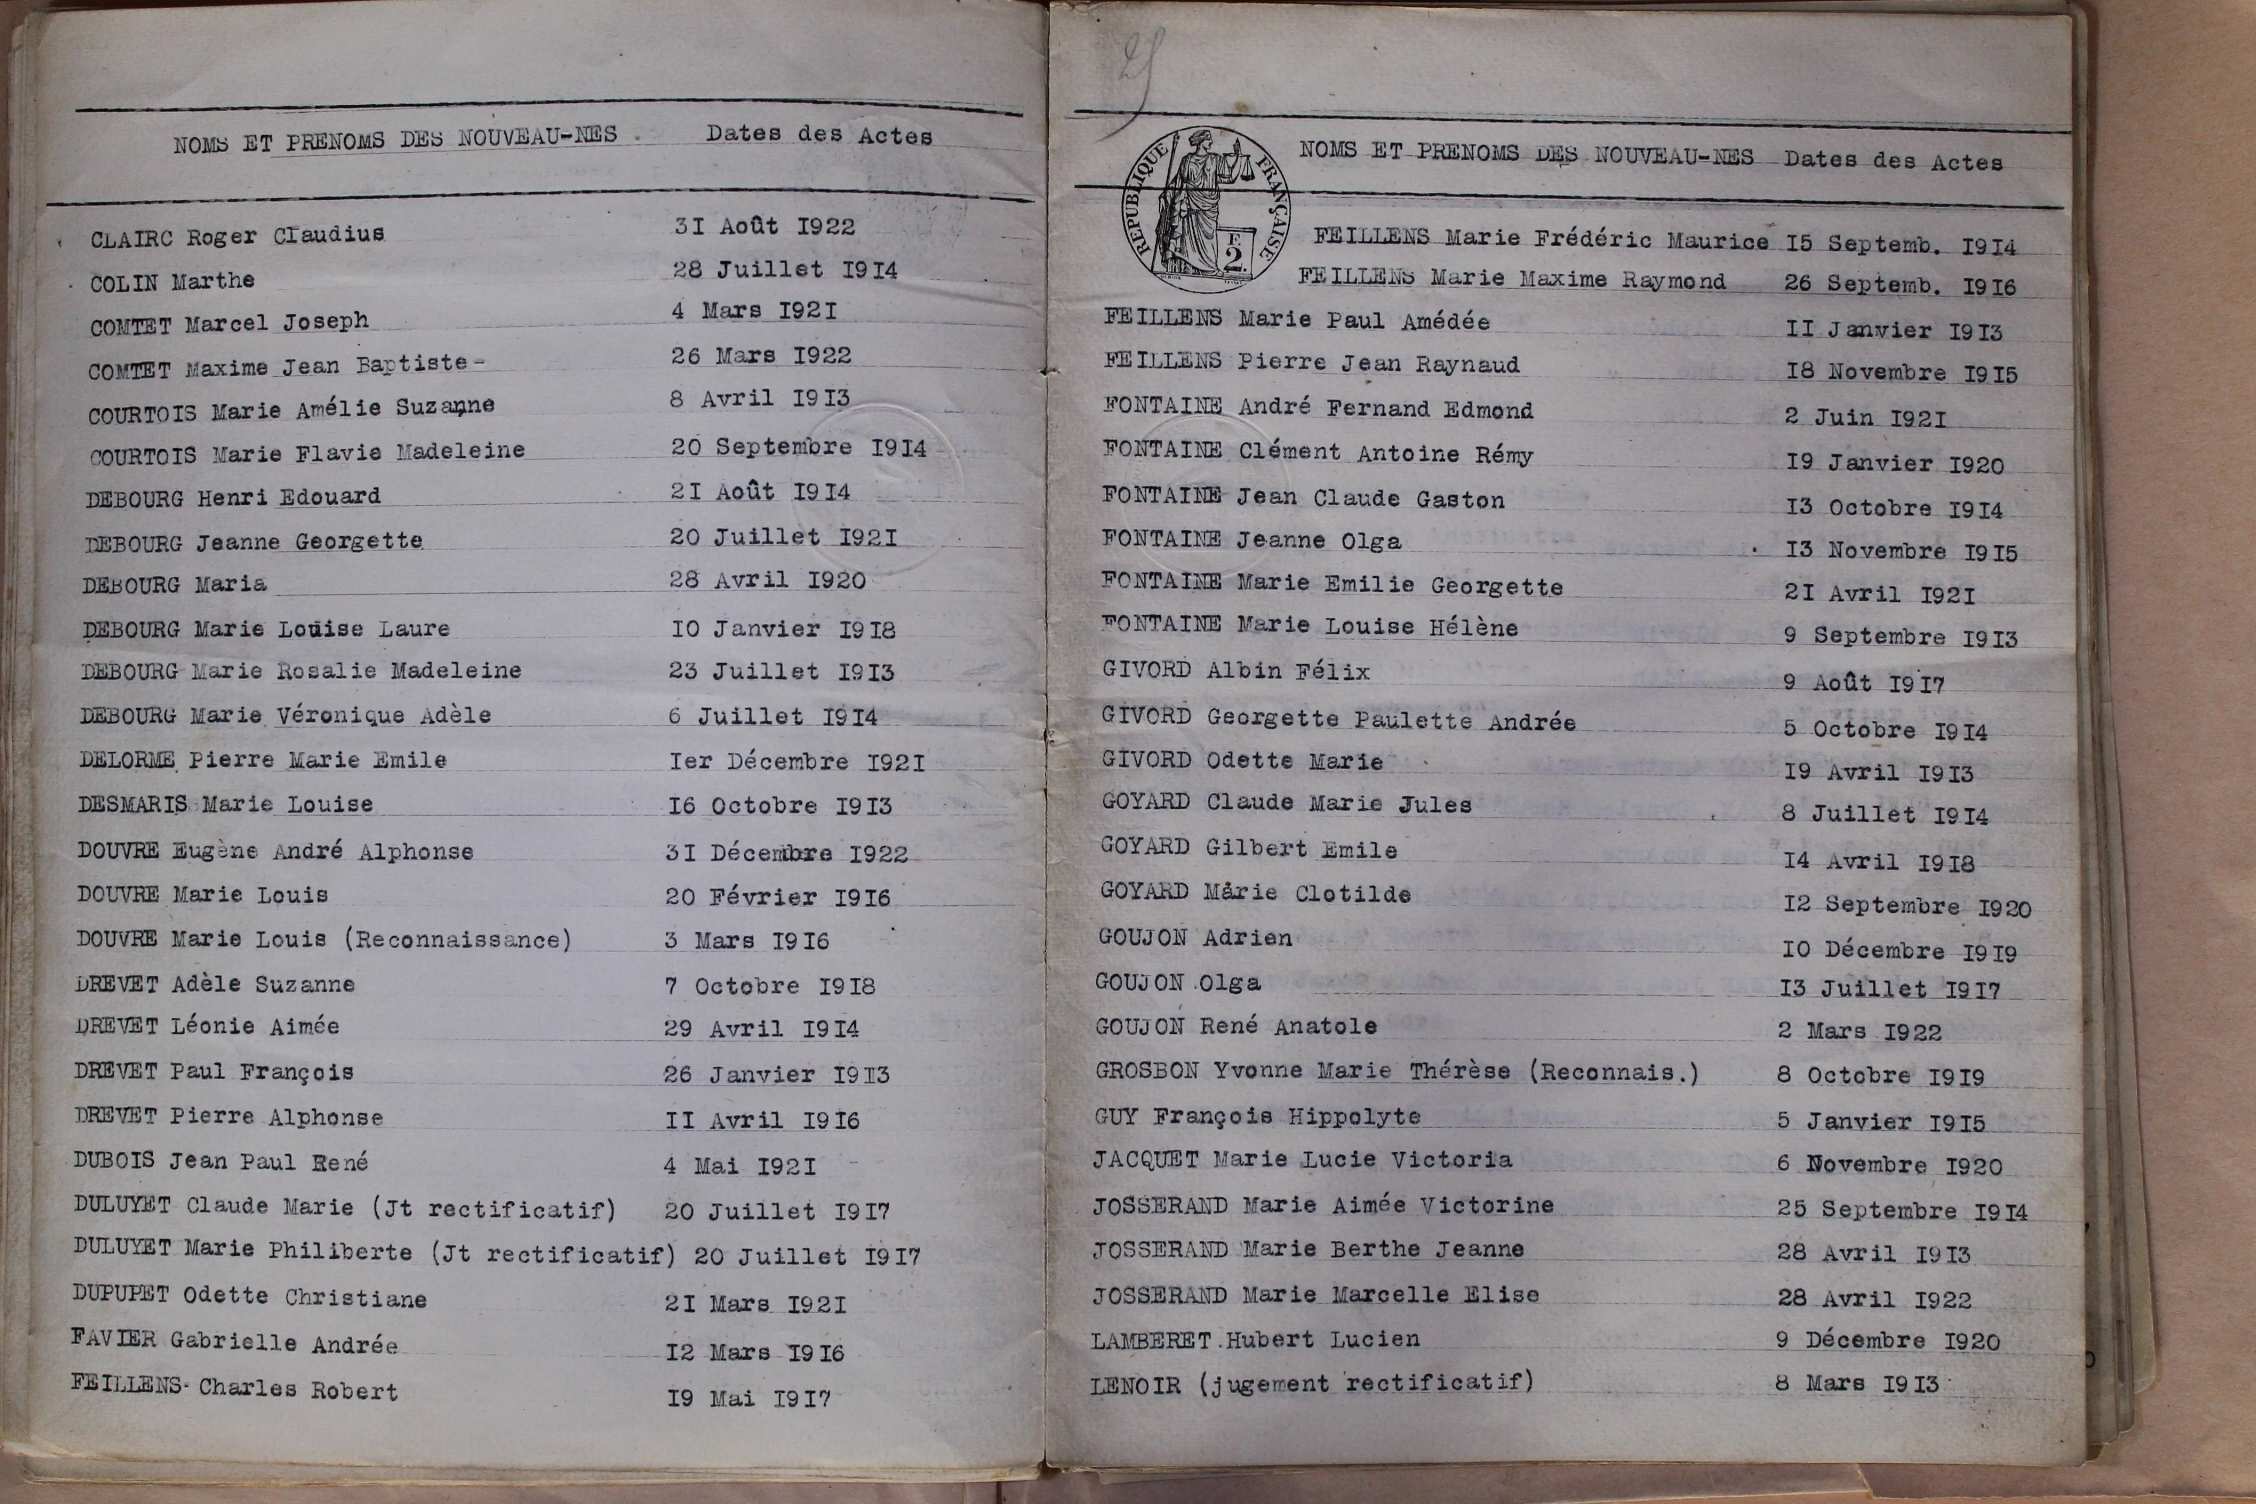 NOMS ET PRENOMS DES NOUVEAU-NES Dates des Actes
CLAIRC Roger Claudius 31 Août 1922
COLIN Marthe 28 Juillet 1914
COMTET Marcel Joseph 4 Mars 1921
COMTET Maxime Jean Baptiste- 26 Mars 1922
COURTOIS Marie Amélie Suzanne 8 Avril 1913
COURTOIS Marie Flavie Madeleine 20 Septembre 1914
DEBOURG Henri Edouard 21 Août 1914
DEBOURG Jeanne Georgette 20 Juillet 1921
DEBOURG Maria 28 Avril 1920
DEBOURG Marie Louise Laure 10 Janvier 1918
DEBOURG Marie Rosalie Madeleine 23 Juillet 1913
DEBOURG Marie Véronique Adèle 6 Juillet 1914
DELORME Pierre Marie Emile 1er Décembre 1921
DESMARIS Marie Louise 16 Octobre 1913
DOUVRE Eugène André Alphonse 31 Décembre 1922
DOUVRE Marie Louis 20 Février 1916
DOUVRE Marie Louis (Reconnaissance) 3 Mars 1916
DREVET Adèle Suzanne 7 Octobre 1918
DREVET Léonie Aimée 29 Avril 1914
DREVET Paul François 26 Janvier 1913
DREVET Pierre Alphonse 11 Avril 1916
DUBOIS Jean Paul René 4 Mai 1921
DULUYET Claude Marie (Jt rectificatif) 20 Juillet 1917
DULUYET Marie Philiberte (Jt rectificatif) 20 Juillet 1917
DUPUPET Odette Christiane 21 Mars 1921
FAVIER Gabrielle Andrée 12 Mars 1916
FEILLENS Charles Robert 19 Mai 1917
REPUBLIQUE FRANÇAISE
F.
2.
NOMS ET PRENOMS DES NOUVEAU-NES Dates des Actes
FEILLENS Marie Frédéric Maurice 15 Septemb. 1914
FEILLENS Marie Maxime Raymond 26 Septemb. 1916
FEILLENS Marie Paul Amédée 11 Janvier 1913
FEILLENS Pierre Jean Raynaud 18 Novembre 1915
FONTAINE André Fernand Edmond 2 Juin 1921
FONTAINE Clément Antoine Rémy 19 Janvier 1920
FONTAINE Jean Claude Gaston 13 Octobre 1914
FONTAINE Jeanne Olga 13 Novembre 1915
FONTAINE Marie Emilie Georgette 21 Avril 1921
FONTAINE Marie Louise Hélène 9 Septembre 1913
GIVORD Albin Félix 9 Août 1917
GIVORD Georgette Paulette Andrée 5 Octobre 1914
GIVORD Odette Marie 19 Avril 1913
GOYARD Claude Marie Jules 8 Juillet 1914
GOYARD Gilbert Emile 14 Avril 1918
GOYARD Marie Clotilde 12 Septembre 1920
GOUJON Adrien 10 Décembre 1919
GOUJON Olga 13 Juillet 1917
GOUJON René Anatole 2 Mars 1922
GROSBON Yvonne Marie Thérèse (Reconnais.) 8 Octobre 1919
GUY François Hippolyte 5 Janvier 1915
JACQUET Marie Lucie Victoria 6 Novembre 1920
JOSSERAND Marie Aimée Victorine 25 Septembre 1914
JOSSERAND Marie Berthe Jeanne 28 Avril 1913
JOSSERAND Marie Marcelle Elise 28 Avril 1922
LAMBERET Hubert Lucien 9 Décembre 1920
LENOIR (jugement rectificatif) 8 Mars 1913